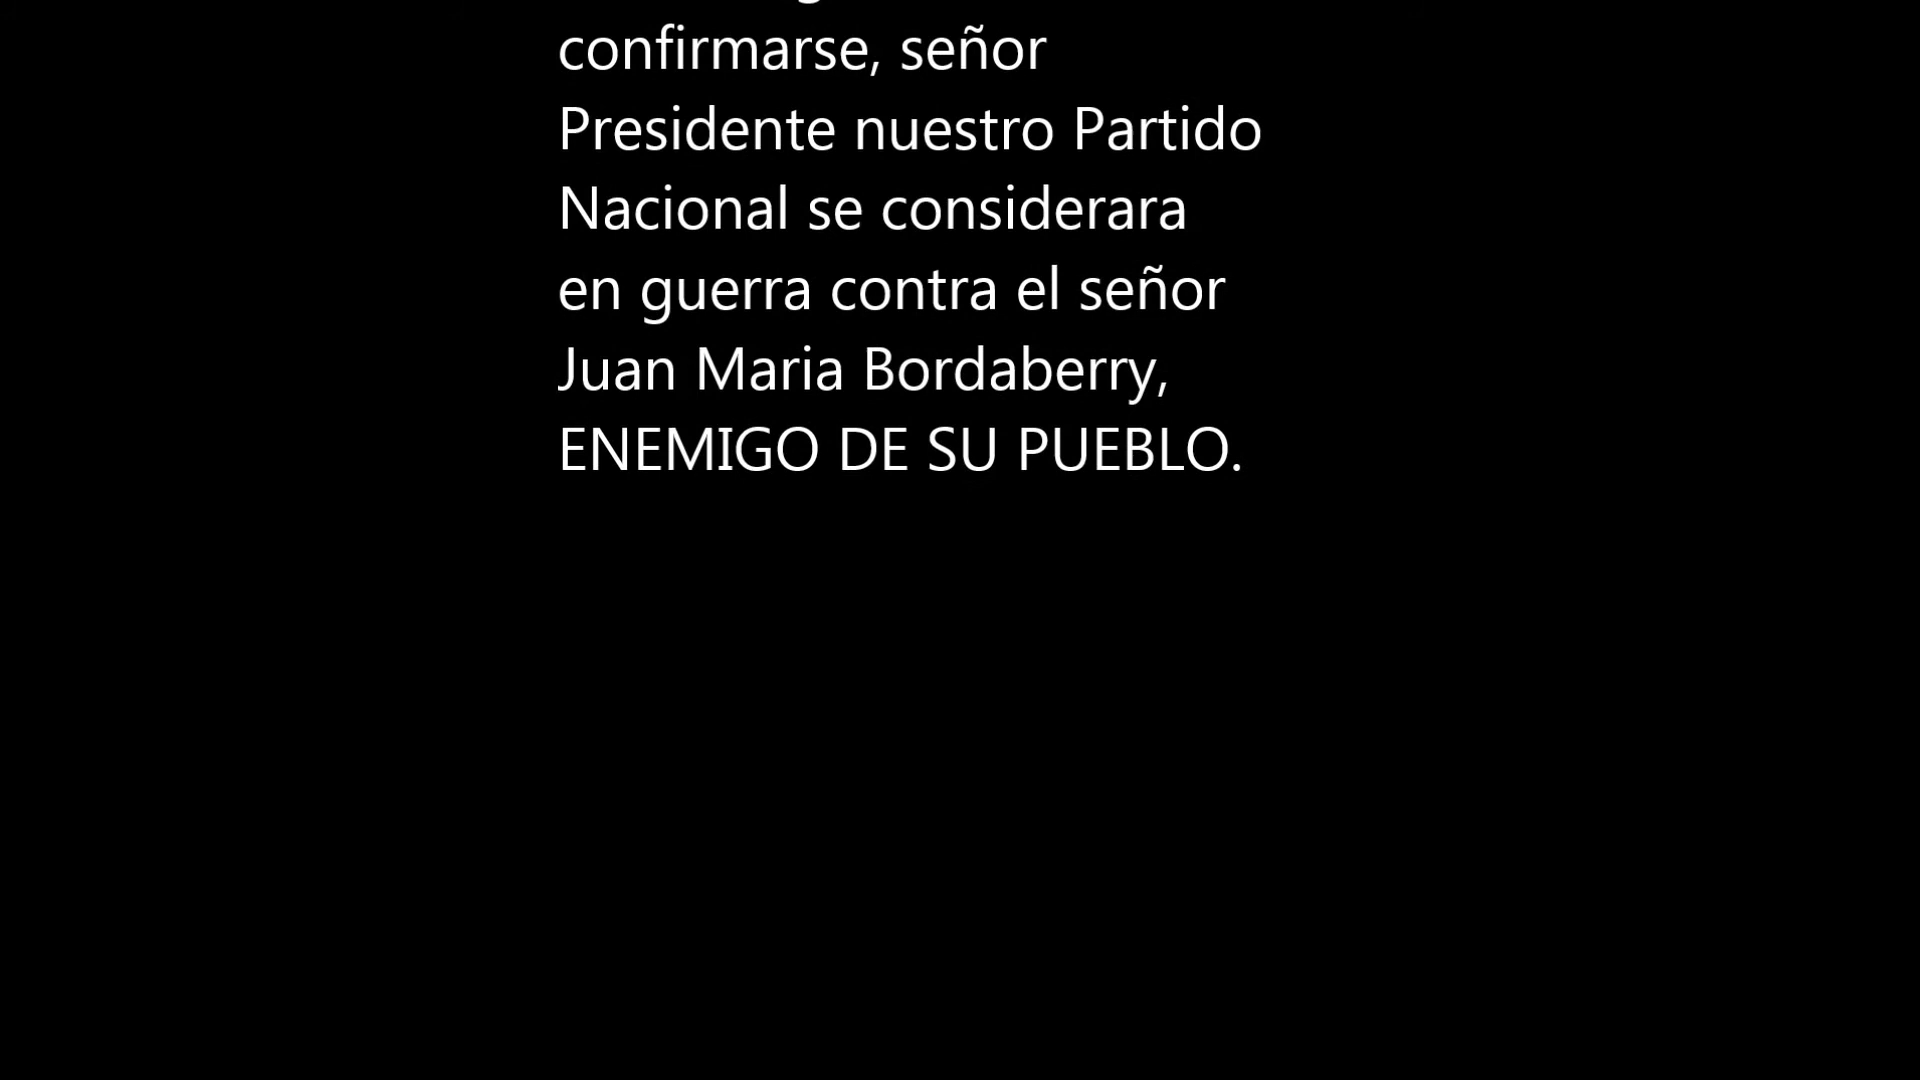 confirmarse, señor
Presidente nuestro Partido
Nacional se considerara
en guerra contra el señor
Juan Maria Bordaberry,
ENEMIGO DE SU PUEBLO.